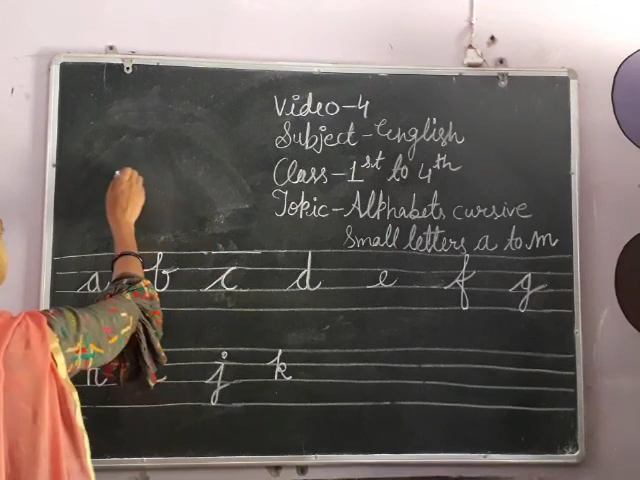 Video-4
Subject-English
Class-1st to 4th
Topic-Alphabets cursive
Small letters a to m
a b c d e f g
h j k